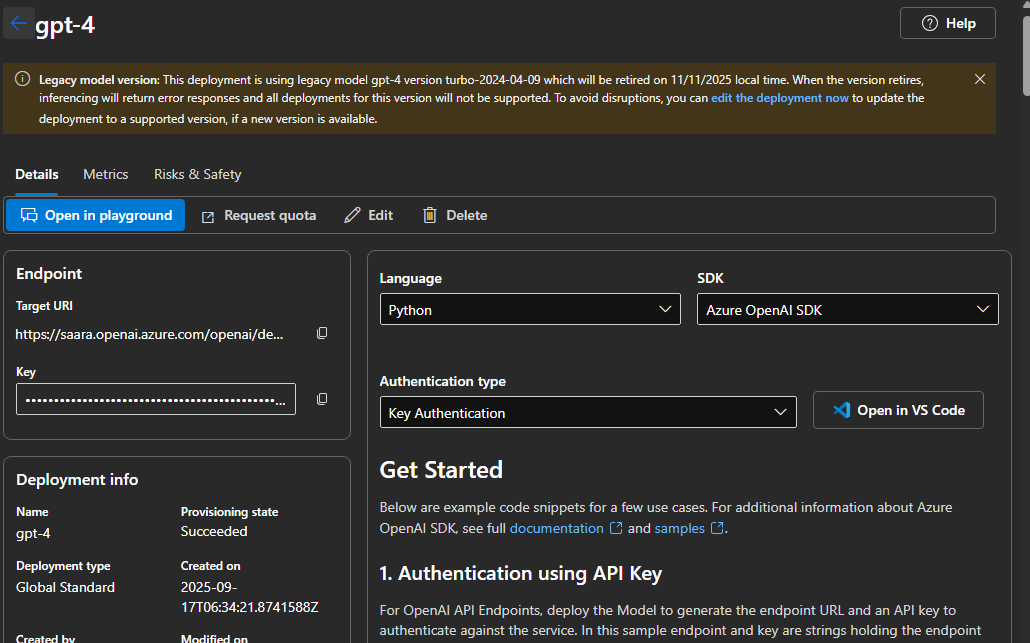 gpt-4
Help
Legacy model version: This deployment is using legacy model gpt-4 version turbo-2024-04-09 which will be retired on 11/11/2025 local time. When the version retires,
inferencing will return error responses and all deployments for this version will not be supported. To avoid disruptions, you can edit the deployment now to update the
deployment to a supported version, if a new version is available.
Details Metrics Risks & Safety
Open in playground Request quota Edit Delete
Endpoint
Target URI
https://saara.openai.azure.com/openai/de...
Key
Language
Python
SDK
Azure OpenAI SDK
Authentication type
Key Authentication
Open in VS Code
Deployment info
Name
gpt-4
Provisioning state
Succeeded
Deployment type
Global Standard
Created on
2025-09-
17T06:34:21.8741588Z
Created by
Modified on
Get Started
Below are example code snippets for a few use cases. For additional information about Azure
OpenAI SDK, see full documentation and samples.
1. Authentication using API Key
For OpenAI API Endpoints, deploy the Model to generate the endpoint URL and an API key to
authenticate against the service. In this sample endpoint and key are strings holding the endpoint